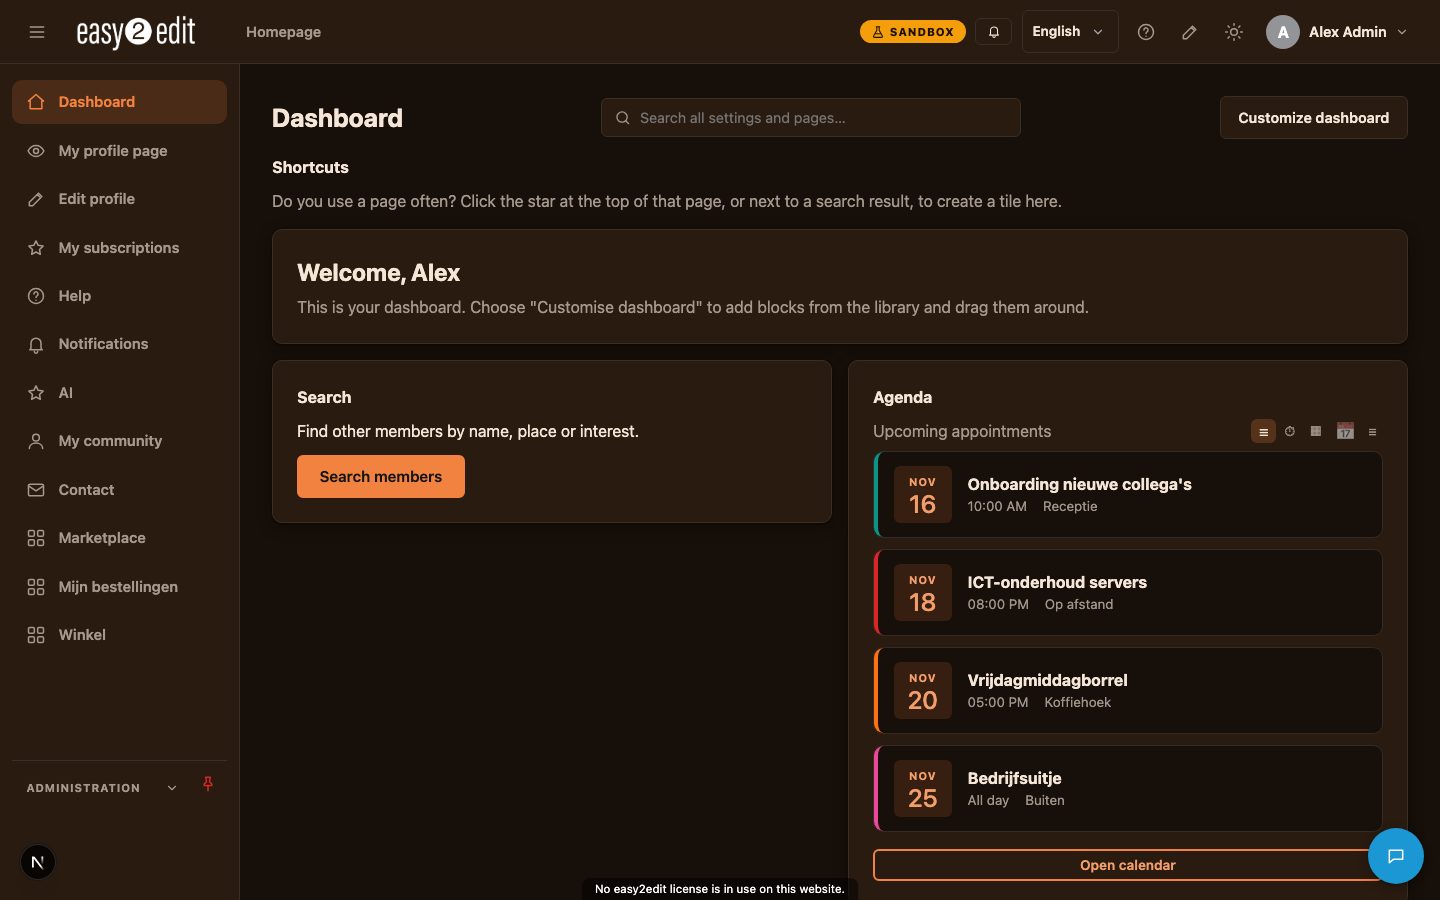 easy2edit
Homepage
SANDBOX
English
A
Alex Admin
Dashboard
My profile page
Edit profile
My subscriptions
Help
Notifications
AI
My community
Contact
Marketplace
Mijn bestellingen
Winkel
ADMINISTRATION
N
Dashboard
Search all settings and pages...
Customize dashboard
Shortcuts
Do you use a page often? Click the star at the top of that page, or next to a search result, to create a tile here.
Welcome, Alex
This is your dashboard. Choose "Customise dashboard" to add blocks from the library and drag them around.
Search
Find other members by name, place or interest.
Search members
Agenda
Upcoming appointments
17
NOV
16
Onboarding nieuwe collega's
10:00 AM Receptie
NOV
18
ICT-onderhoud servers
08:00 PM Op afstand
NOV
20
Vrijdagmiddagborrel
05:00 PM Koffiehoek
NOV
25
Bedrijfsuitje
All day Buiten
Open calendar
No easy2edit license is in use on this website.